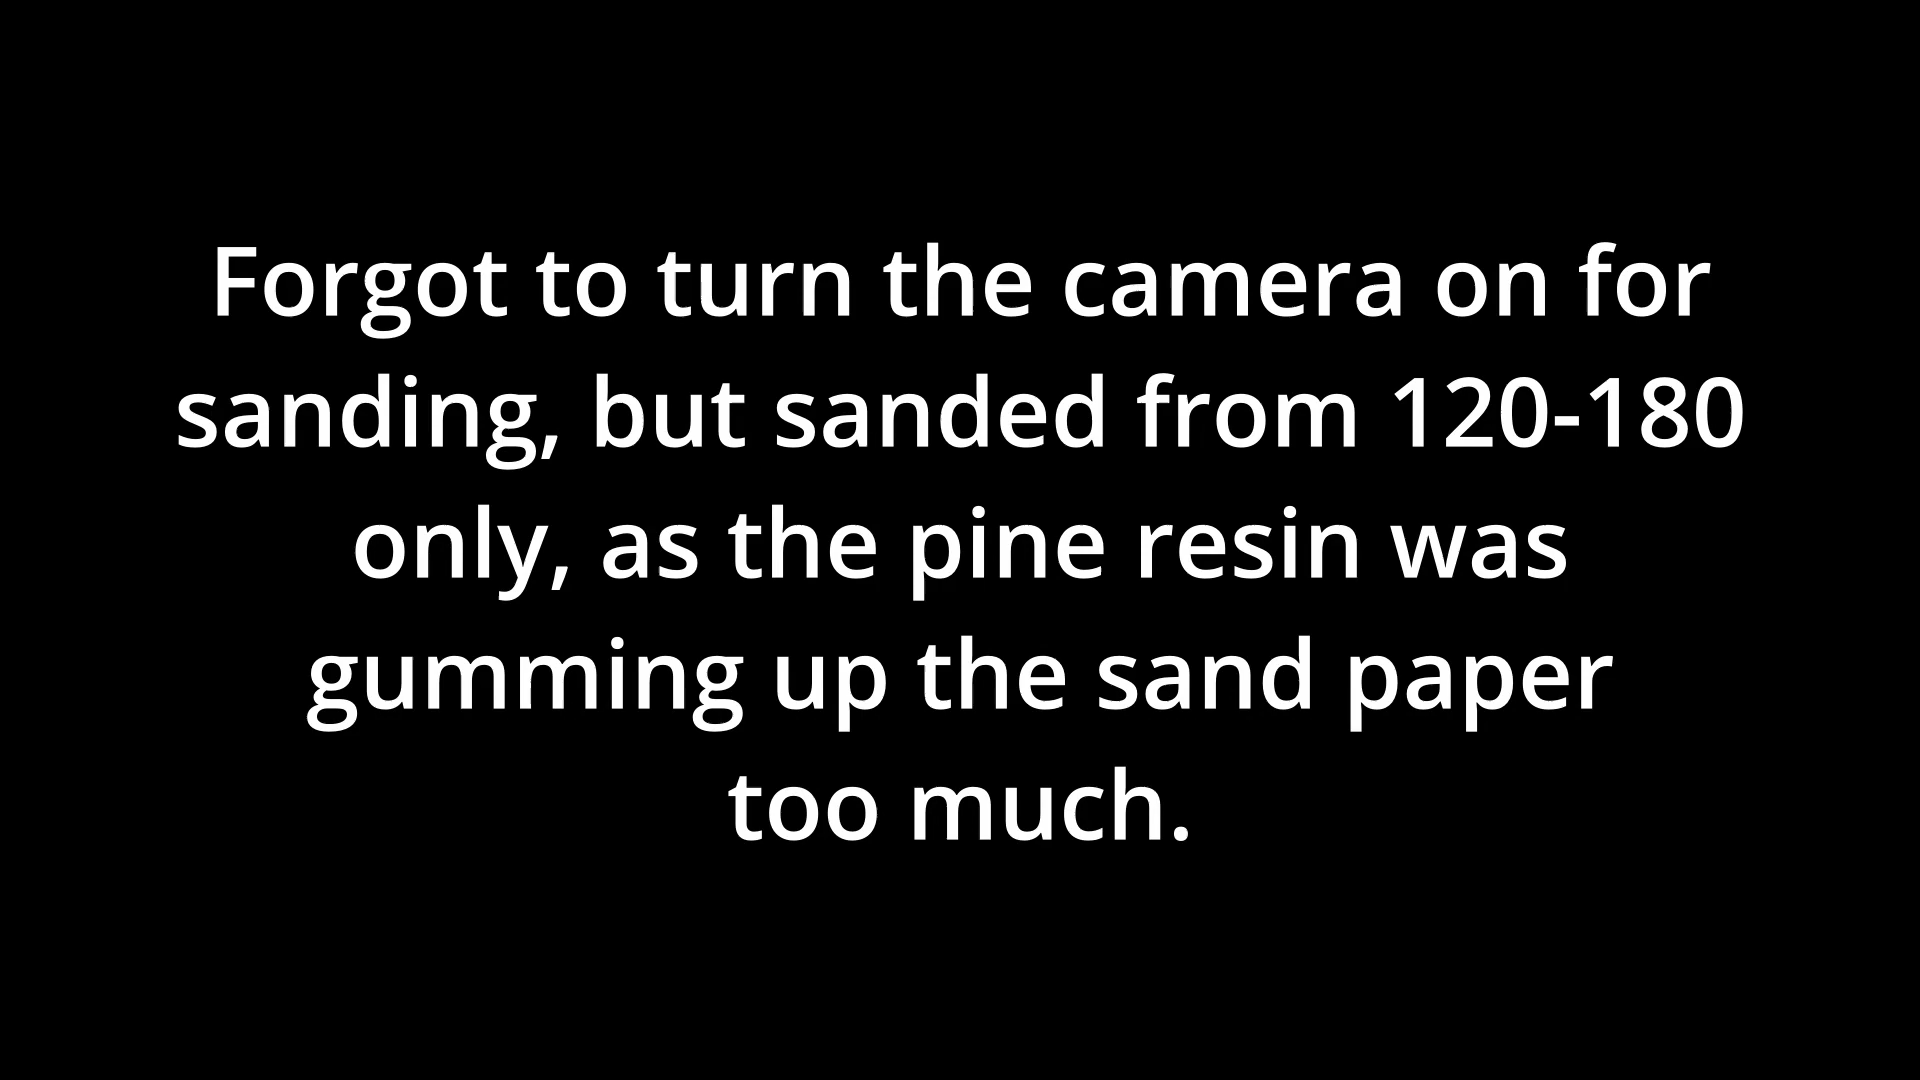 Forgot to turn the camera on for
sanding, but sanded from 120-180
only, as the pine resin was
gumming up the sand paper
too much.